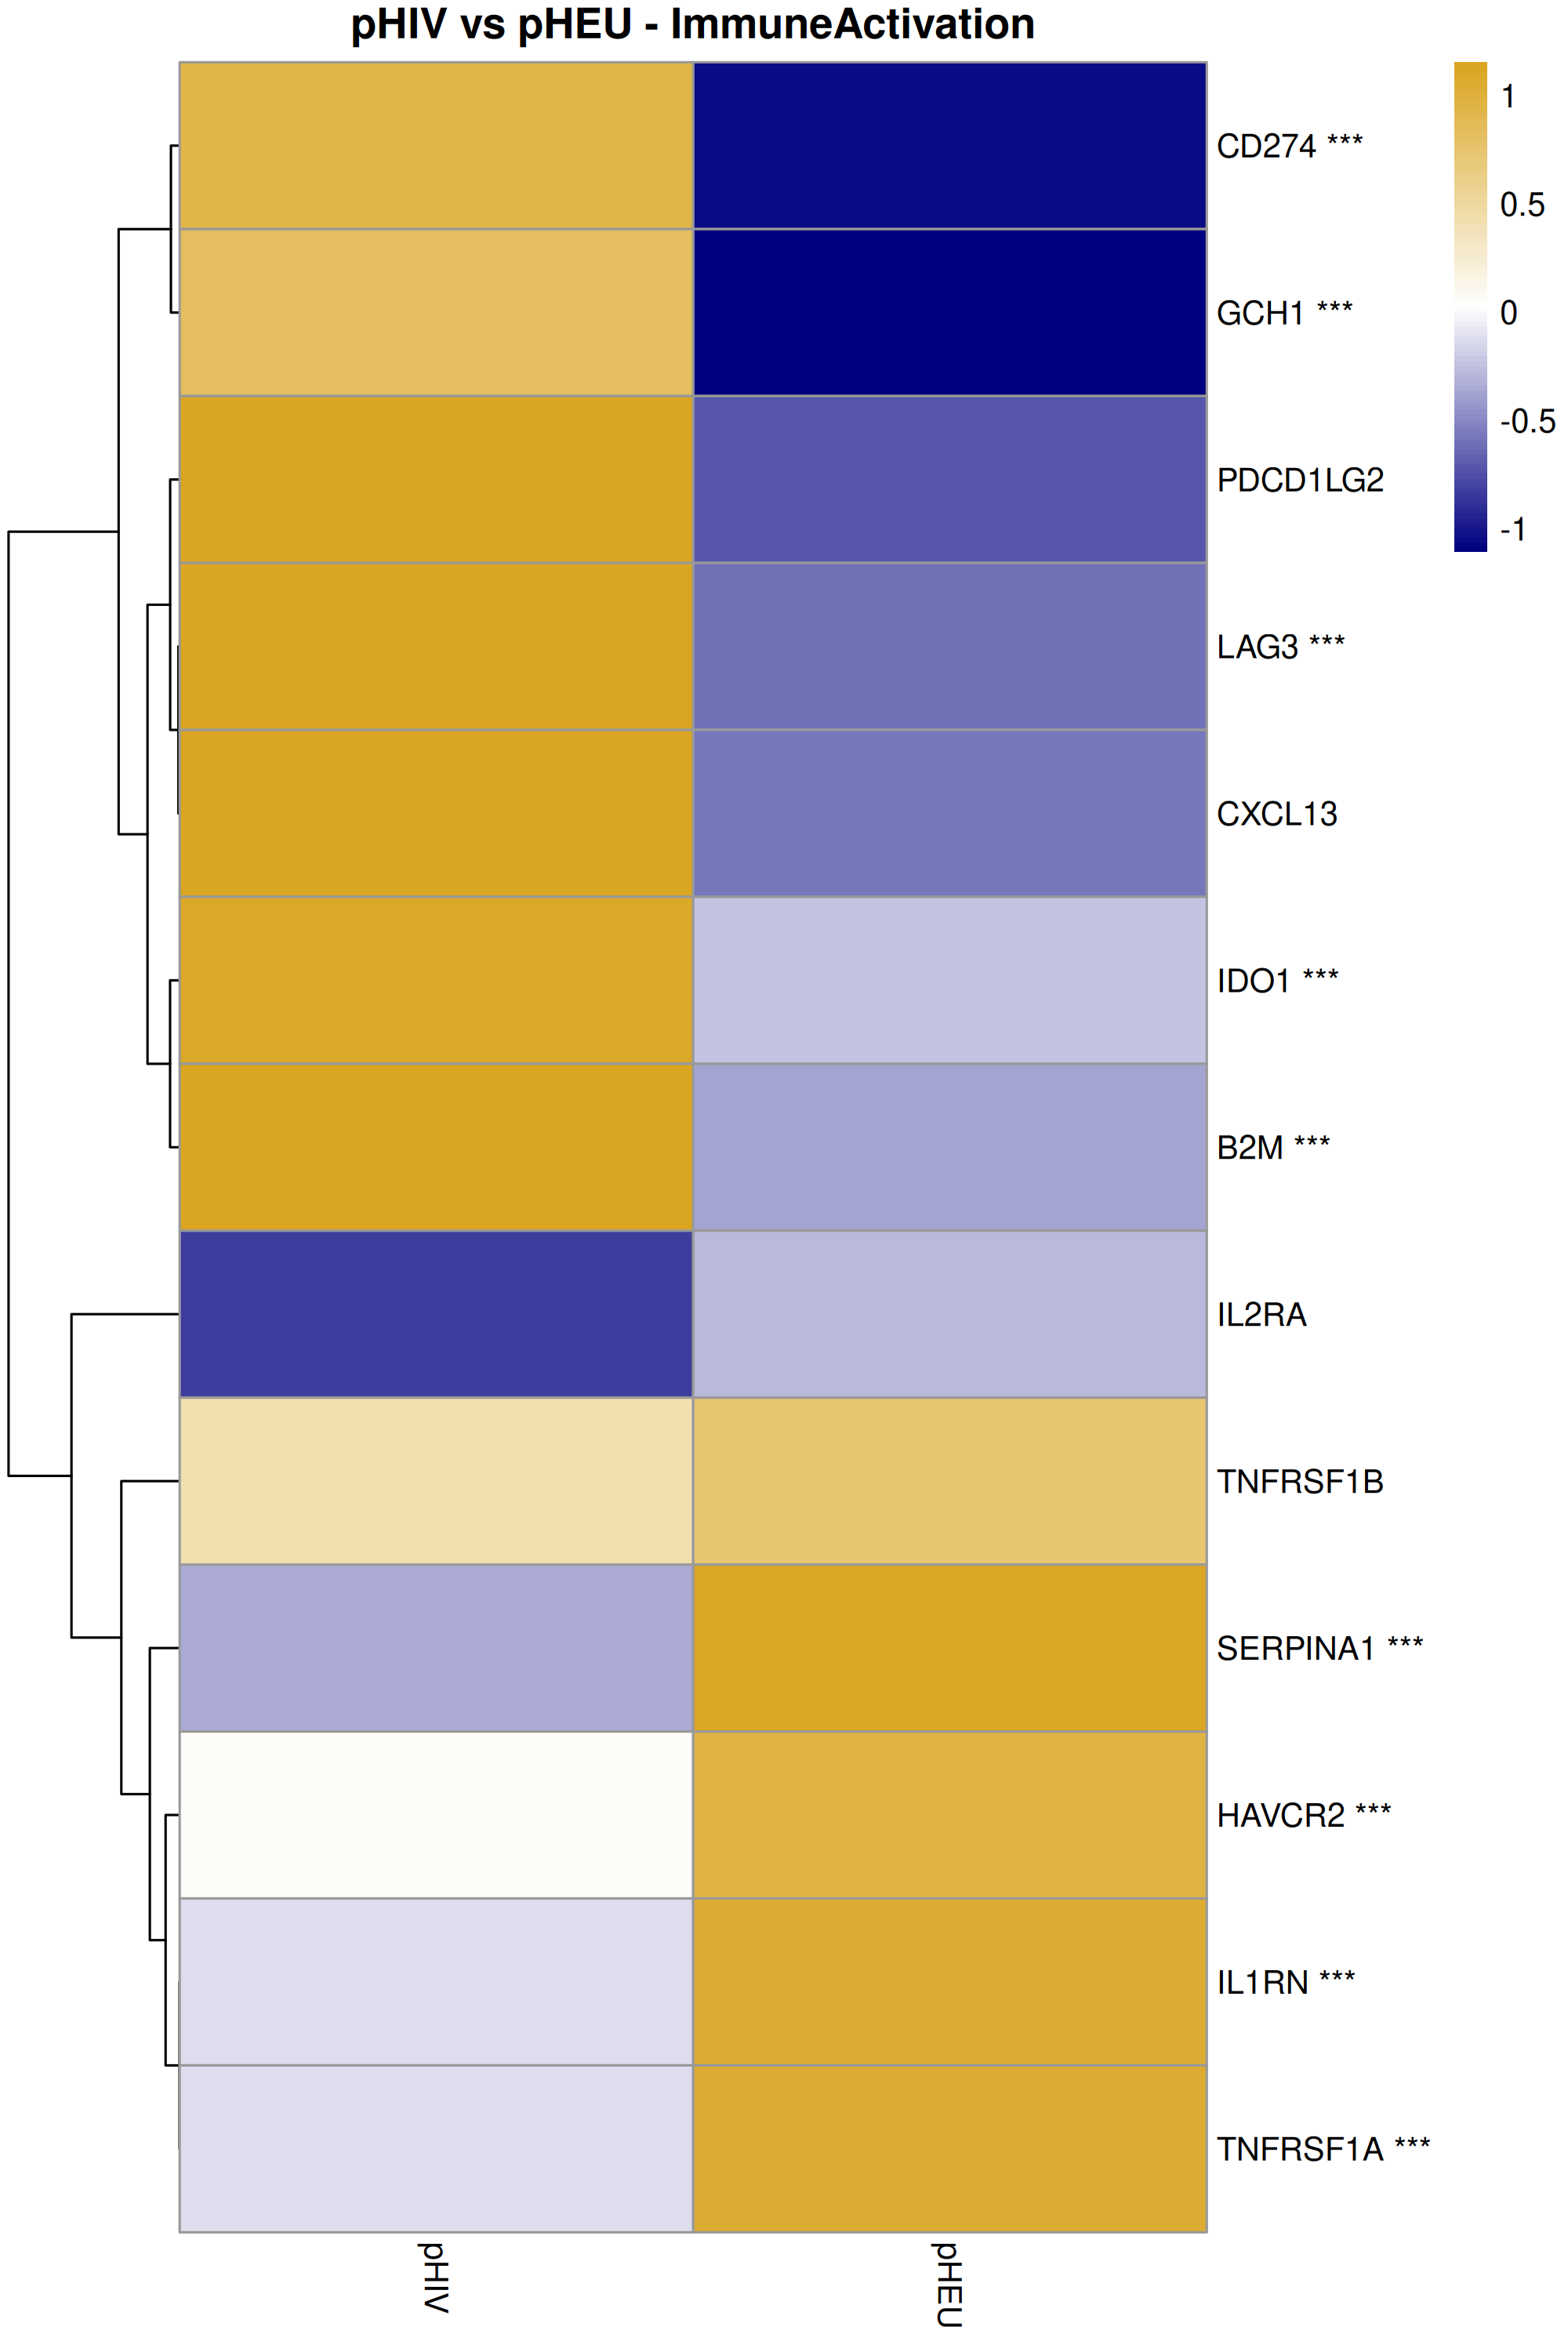 pHIV vs pHEU - ImmuneActivation
CD274 ***
GCH1 ***
PDCD1LG2
LAG3 ***
CXCL13
IDO1 ***
B2M ***
IL2RA
TNFRSF1B
SERPINA1 ***
HAVCR2 ***
IL1RN ***
TNFRSF1A ***
1
0.5
0
-0.5
-1
pHIV
pHEU